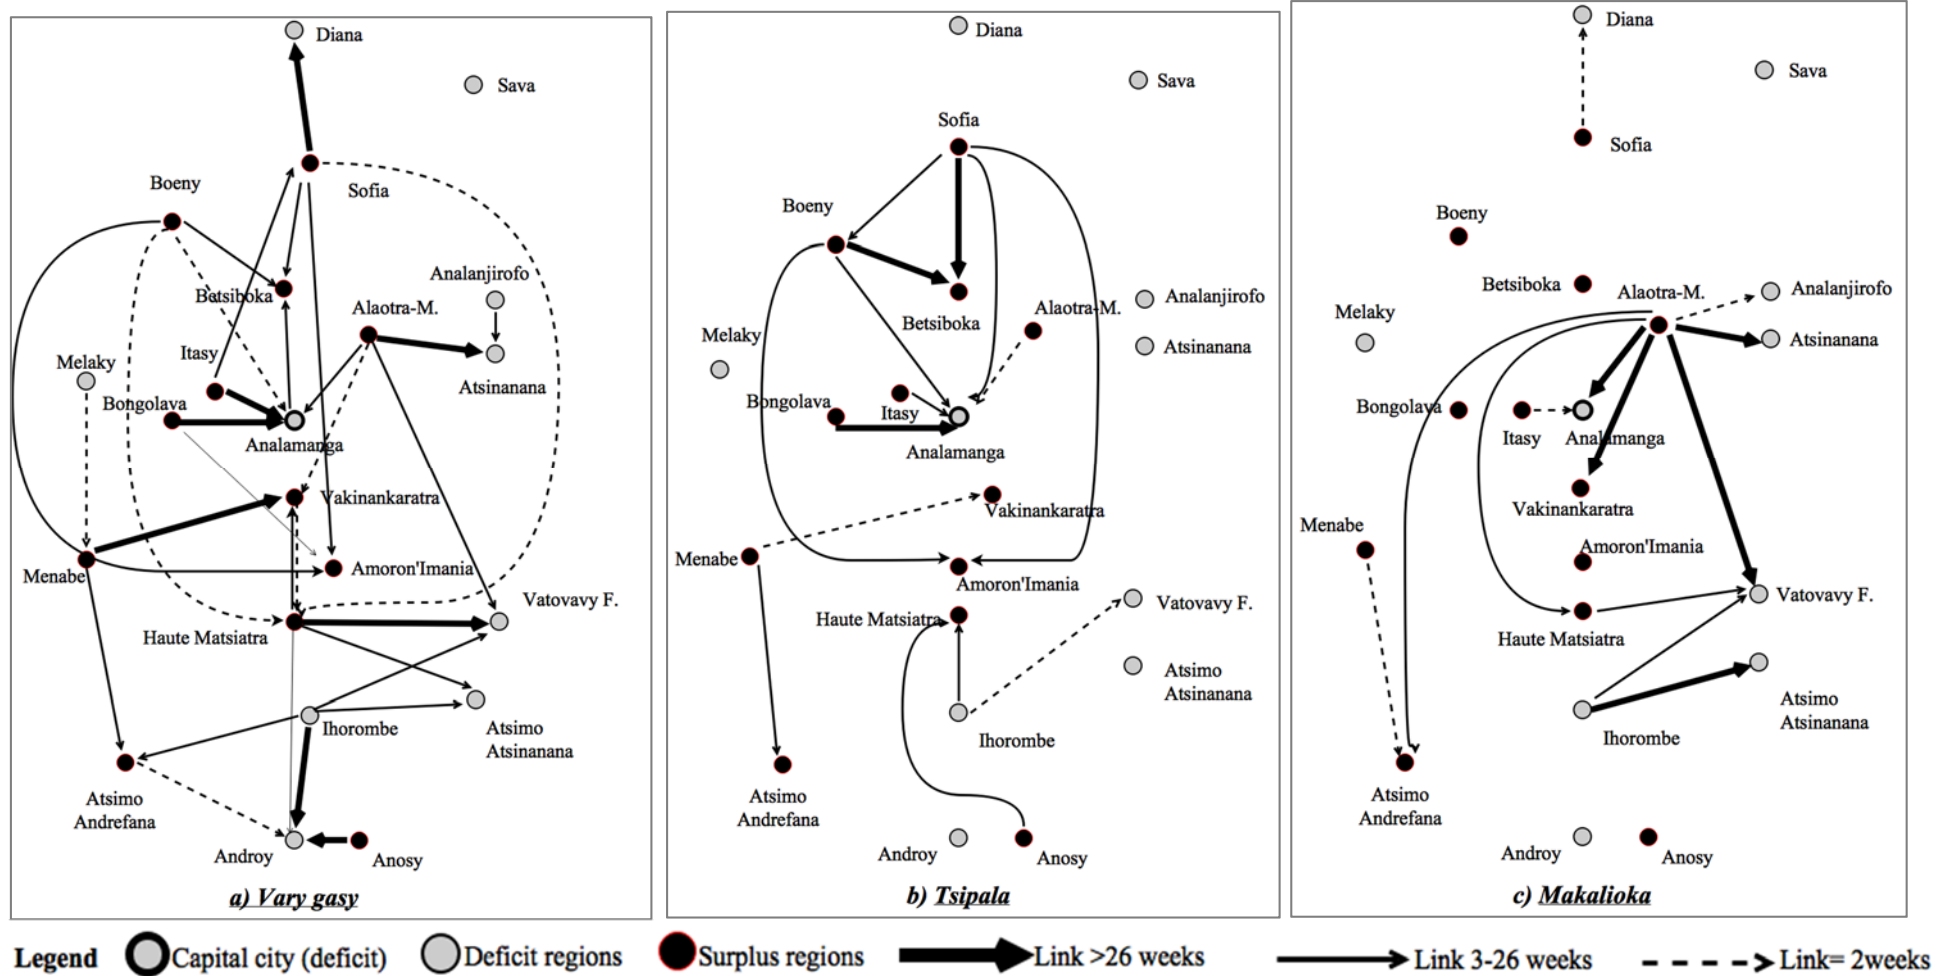 Diana
Sava
Sofia
Boeny
Betsiboka
Analanjirofo
Alaotra-M.
Atsinanana
Melaky
Itasy
Bongolava
Analamanga
Vakinankaratra
Menabe
Amoron'Imania
Vatovavy F.
Haute Matsiatra
Ihorombe
Atsimo
Atsinanana
Atsimo
Andrefana
Androy
Anosy
a) Vary gasy
Diana
Sava
Sofia
Boeny
Analanjirofo
Alaotra-M.
Betsiboka
Melaky
Atsinanana
Bongolava
Itasy
Analamanga
Vakinankaratra
Menabe
Amoron'Imania
Vatovavy F.
Haute Matsiatra
Atsimo
Atsinanana
Ihorombe
Atsimo
Andrefana
Androy
Anosy
b) Tsipala
Diana
Sava
Sofia
Boeny
Betsiboka
Alaotra-M.
Analanjirofo
Melaky
Atsinanana
Bongolava
Itasy
Analamanga
Vakinankaratra
Menabe
Amoron'Imania
Vatovavy F.
Haute Matsiatra
Atsimo
Atsinanana
Ihorombe
Atsimo
Andrefana
Androy
Anosy
c) Makalioka
Legend Capital city (deficit) Deficit regions Surplus regions Link >26 weeks Link 3-26 weeks Link= 2weeks